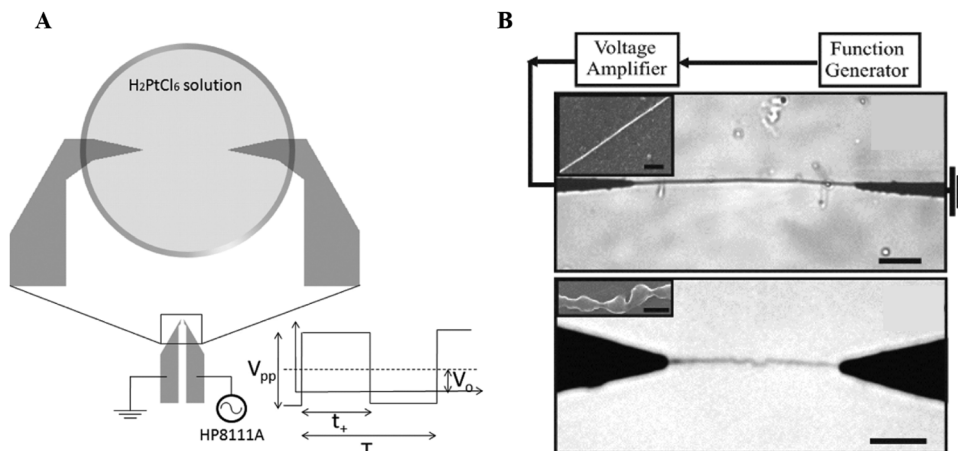 A
B
H₂PtCl₆ solution
Voltage
Amplifier
Function
Generator
Vpp
Vo
t₊
T
HP8111A